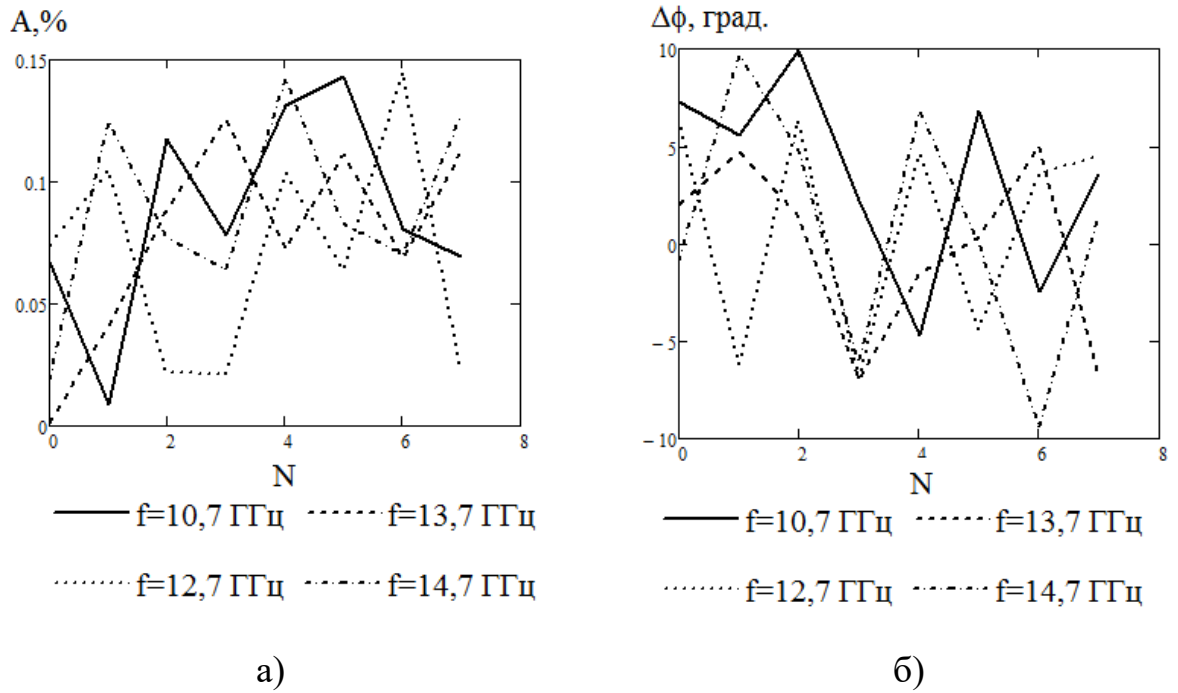 A,%
0.15
0.1
0.05
0
0 2 4 6 8
N
f=10,7 ГГц f=13,7 ГГц
f=12,7 ГГц f=14,7 ГГц
а)
Δϕ, град.
10
5
0
− 5
− 10
0 2 4 6 8
N
f=10,7 ГГц f=13,7 ГГц
f=12,7 ГГц f=14,7 ГГц
б)